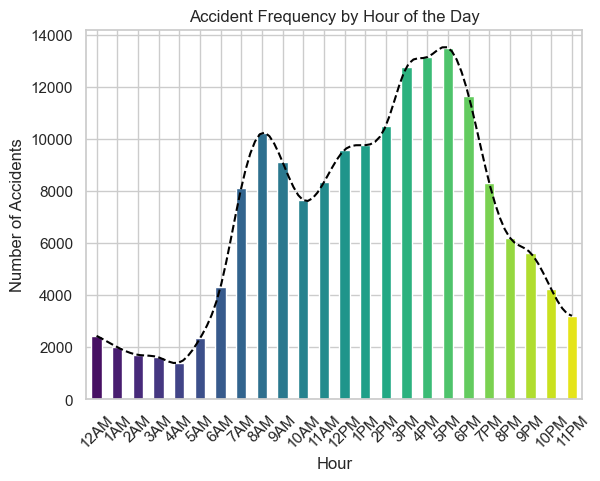 Accident Frequency by Hour of the Day
Number of Accidents
14000
12000
10000
8000
6000
4000
2000
0
12AM
1AM
2AM
3AM
4AM
5AM
6AM
7AM
8AM
9AM
10AM
11AM
12PM
1PM
2PM
3PM
4PM
5PM
6PM
7PM
8PM
9PM
10PM
11PM
Hour